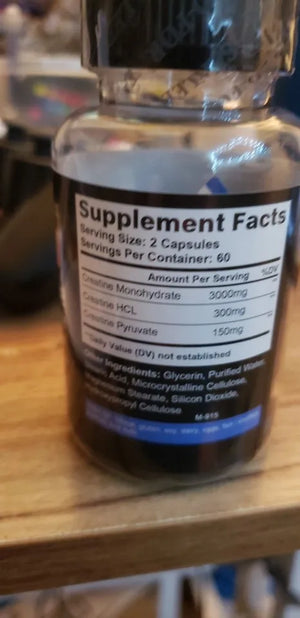 Supplement Facts
Serving Size: 2 Capsules
Servings Per Container: 60
Amount Per Serving %DV
Creatine Monohydrate 3000mg
Creatine HCL 300mg
Creatine Pyruvate 150mg
Daily Value (DV) not established
Other Ingredients: Glycerin, Purified Water,
Acid, Microcrystalline Cellulose,
Stearate, Silicon Dioxide,
Cellulose M-915